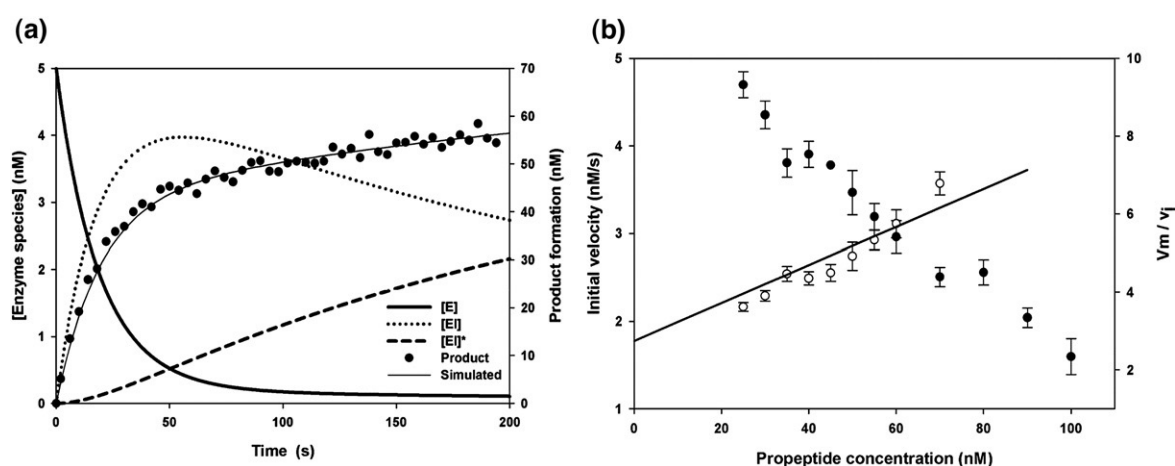 (a)
5
4
3
2
1
0
[Enzyme species] (nM)
70
60
50
40
30
20
10
0
Product formation (nM)
[E]
[EI]
[EI]*
Product
Simulated
0 50 100 150 200
Time (s)
(b)
5
4
3
2
1
Initial velocity (nM/s)
10
8
6
4
2
Vm / vi
0 20 40 60 80 100
Propeptide concentration (nM)